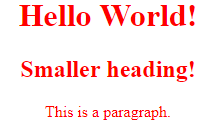 Hello World!
Smaller heading!
This is a paragraph.